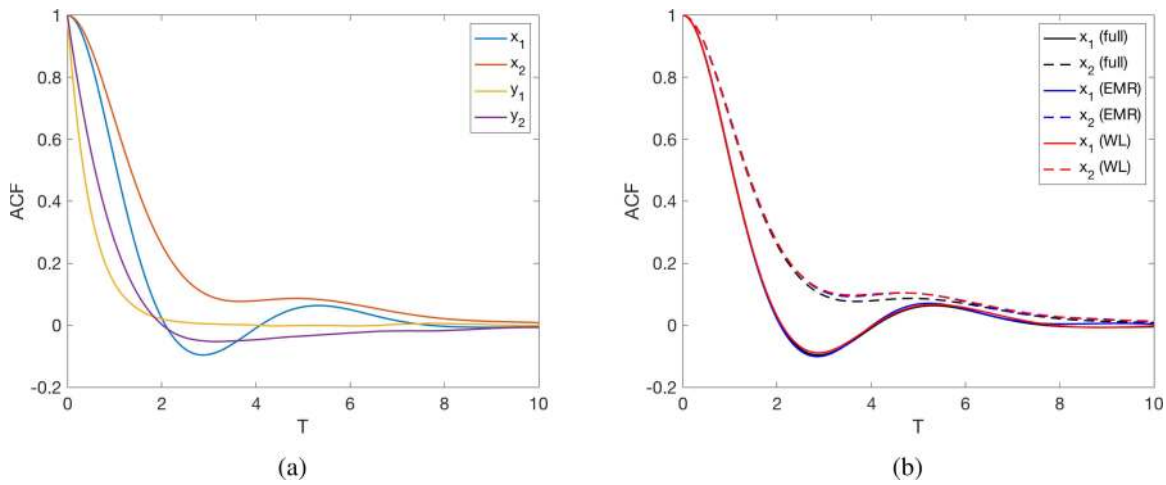 1
0.8
0.6
0.4
0.2
0
-0.2
ACF
0 2 4 6 8 10
T
x1
x2
y1
y2
(a)
1
0.8
0.6
0.4
0.2
0
-0.2
ACF
0 2 4 6 8 10
T
x1 (full)
x2 (full)
x1 (EMR)
x2 (EMR)
x1 (WL)
x2 (WL)
(b)